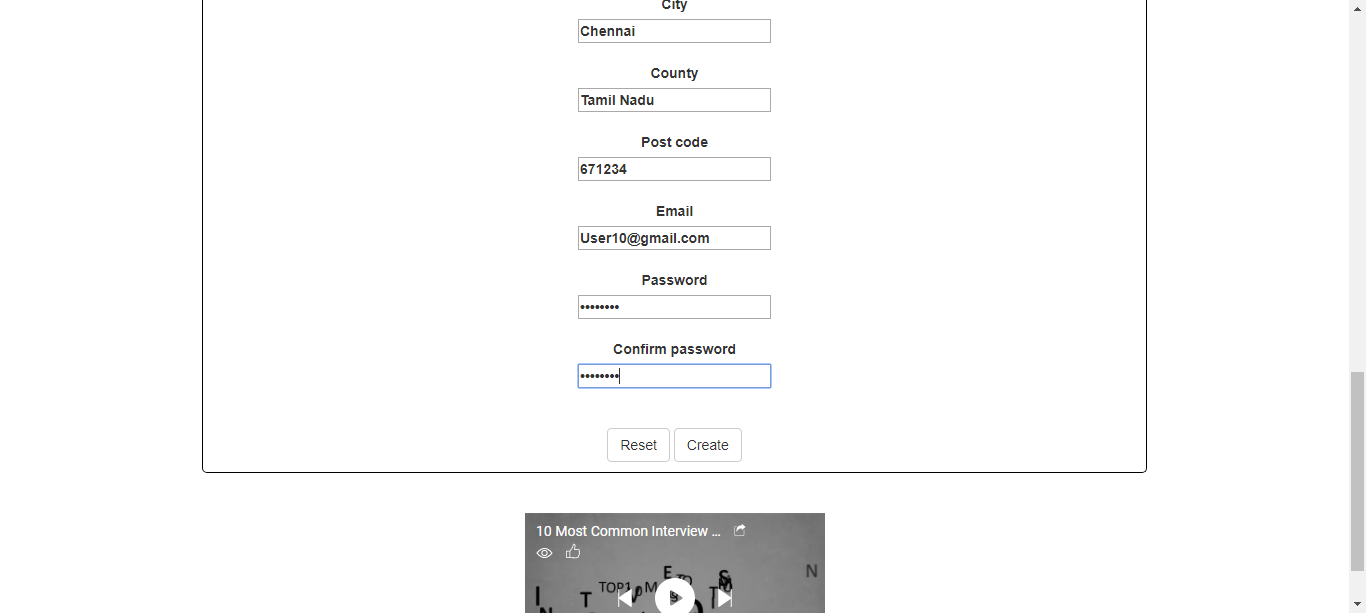 City
Chennai
County
Tamil Nadu
Post code
671234
Email
User10@gmail.com
Password
••••••••
Confirm password
••••••••
Reset Create
10 Most Common Interview ...
TOP10